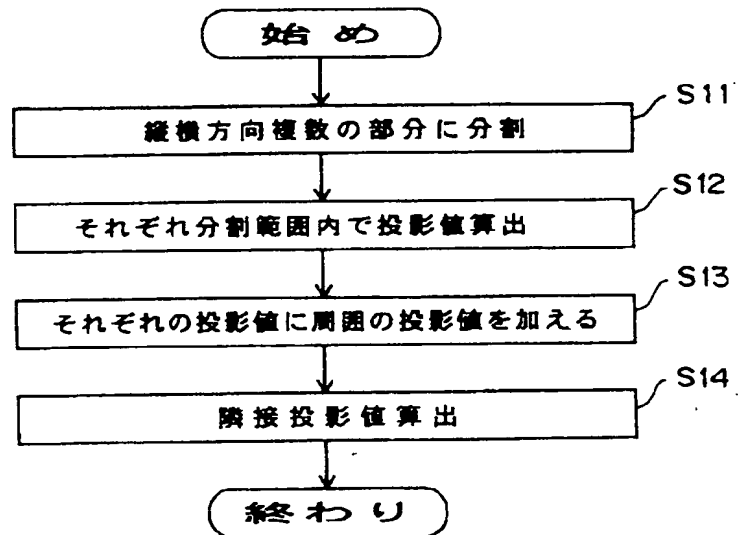 始め
S11
縦横方向複数の部分に分割
S12
それぞれ分割範囲内で投影値算出
S13
それぞれの投影値に周囲の投影値を加える
S14
隣接投影値算出
終わり